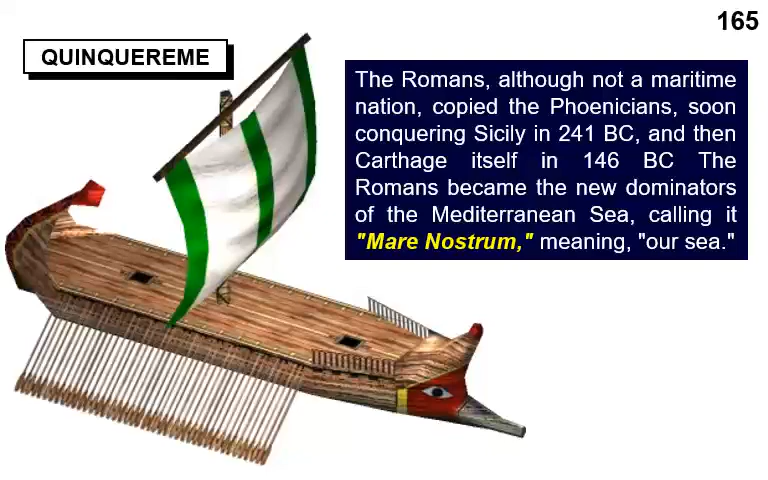 165
QUINQUEREME
The Romans, although not a maritime
nation, copied the Phoenicians, soon
conquering Sicily in 241 BC, and then
Carthage itself in 146 BC The
Romans became the new dominators
of the Mediterranean Sea, calling it
"Mare Nostrum," meaning, "our sea."